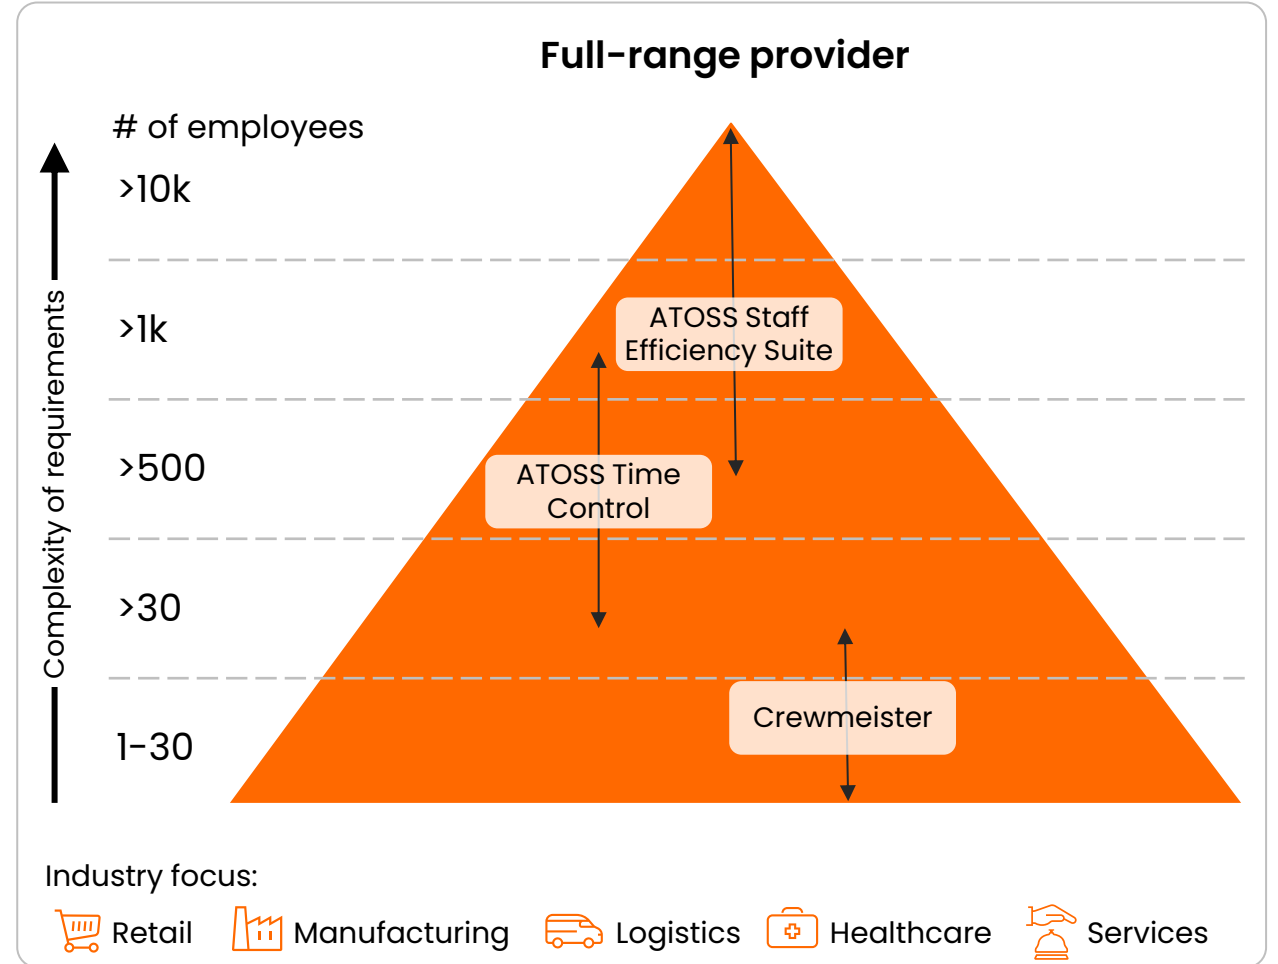 Full-range provider
# of employees
>10k
>1k
>500
>30
1-30
Complexity of requirements
ATOSS Staff
Efficiency Suite
ATOSS Time
Control
Crewmeister
Industry focus:
Retail
Manufacturing
Logistics
Healthcare
Services